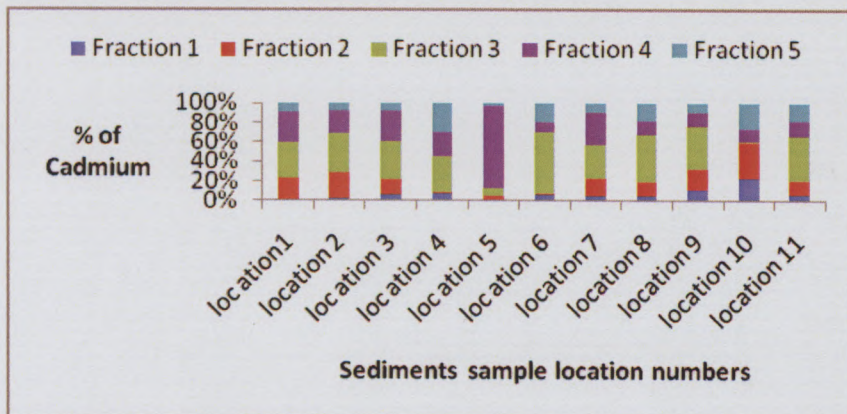 Fraction 1 Fraction 2 Fraction 3 Fraction 4 Fraction 5
% of
Cadmium
100%
80%
60%
40%
20%
0%
location1
location 2
location 3
location 4
location 5
location 6
location 7
location 8
location 9
location 10
location 11
Sediments sample location numbers